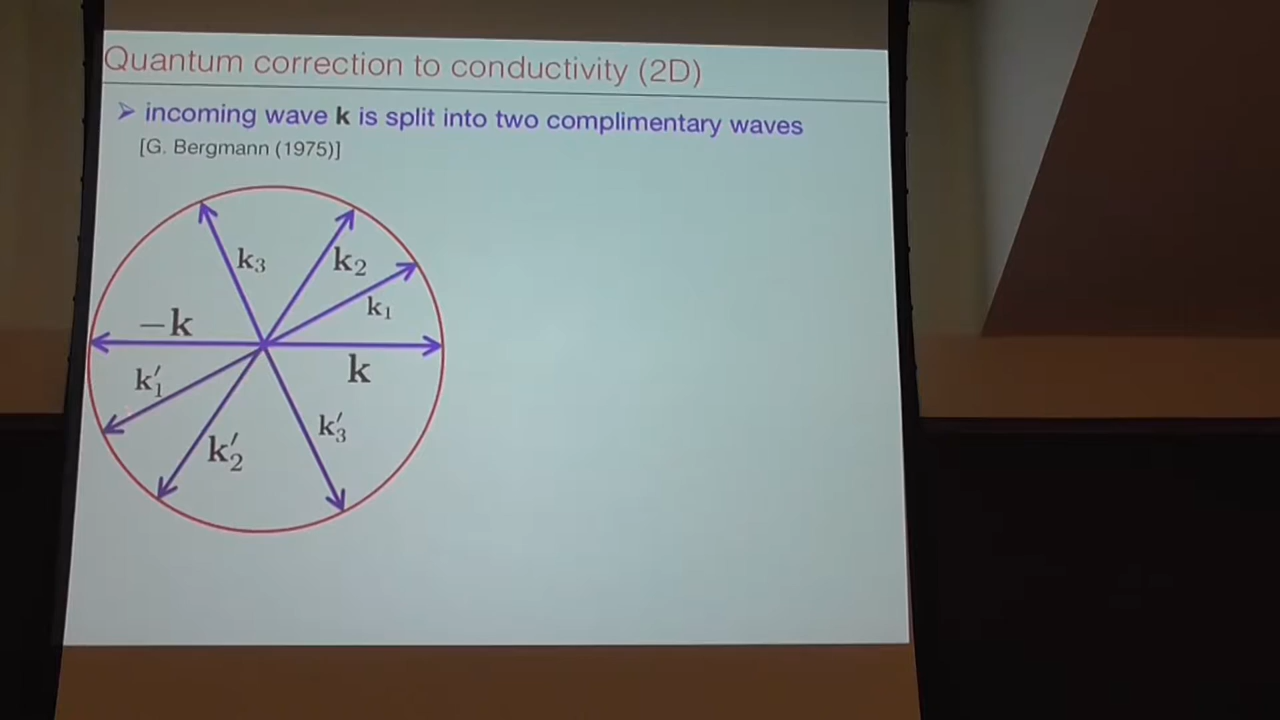 Quantum correction to conductivity (2D)
➢ incoming wave k is split into two complimentary waves
[G. Bergmann (1975)]
k₃
k₂
k₁
−k
k
k′₁
k′₃
k′₂